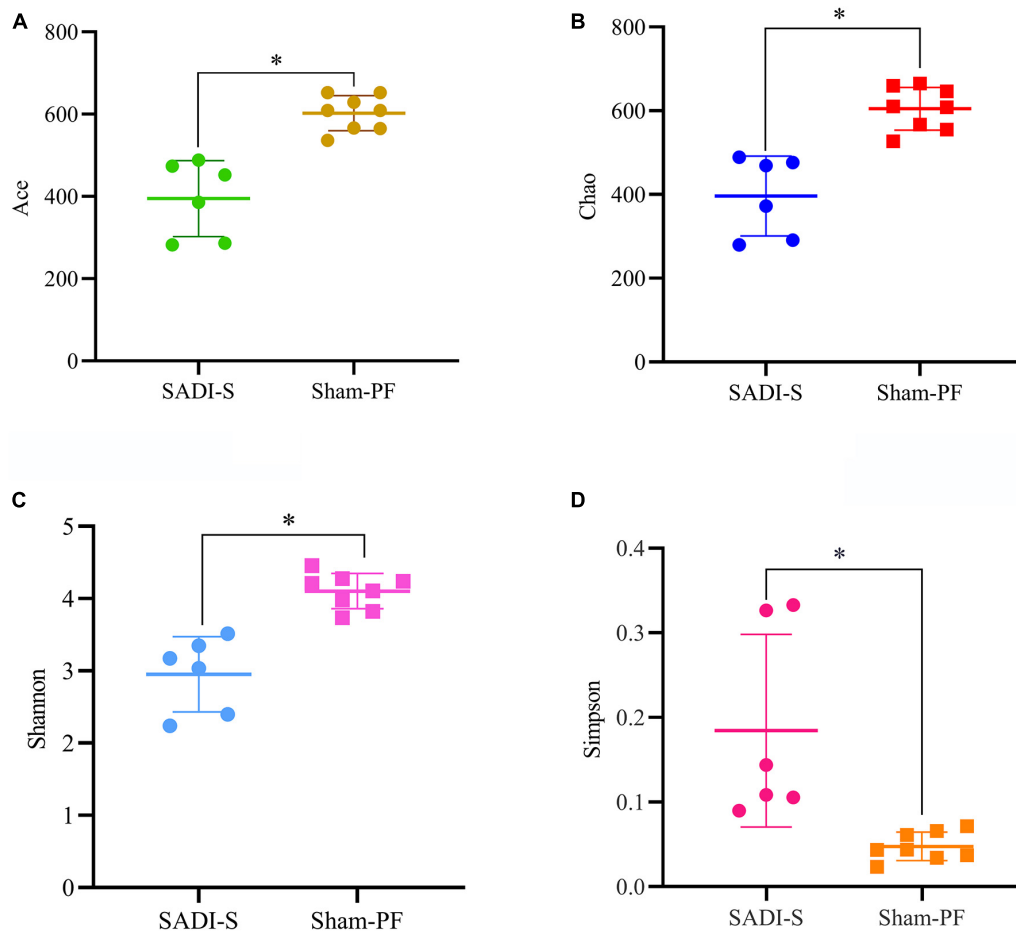 A
800
600
400
200
0
Ace
*
SADI-S Sham-PF
B
800
600
400
200
0
Chao
*
SADI-S Sham-PF
C
5
4
3
2
1
0
Shannon
*
SADI-S Sham-PF
D
0.4
0.3
0.2
0.1
0.0
Simpson
*
SADI-S Sham-PF